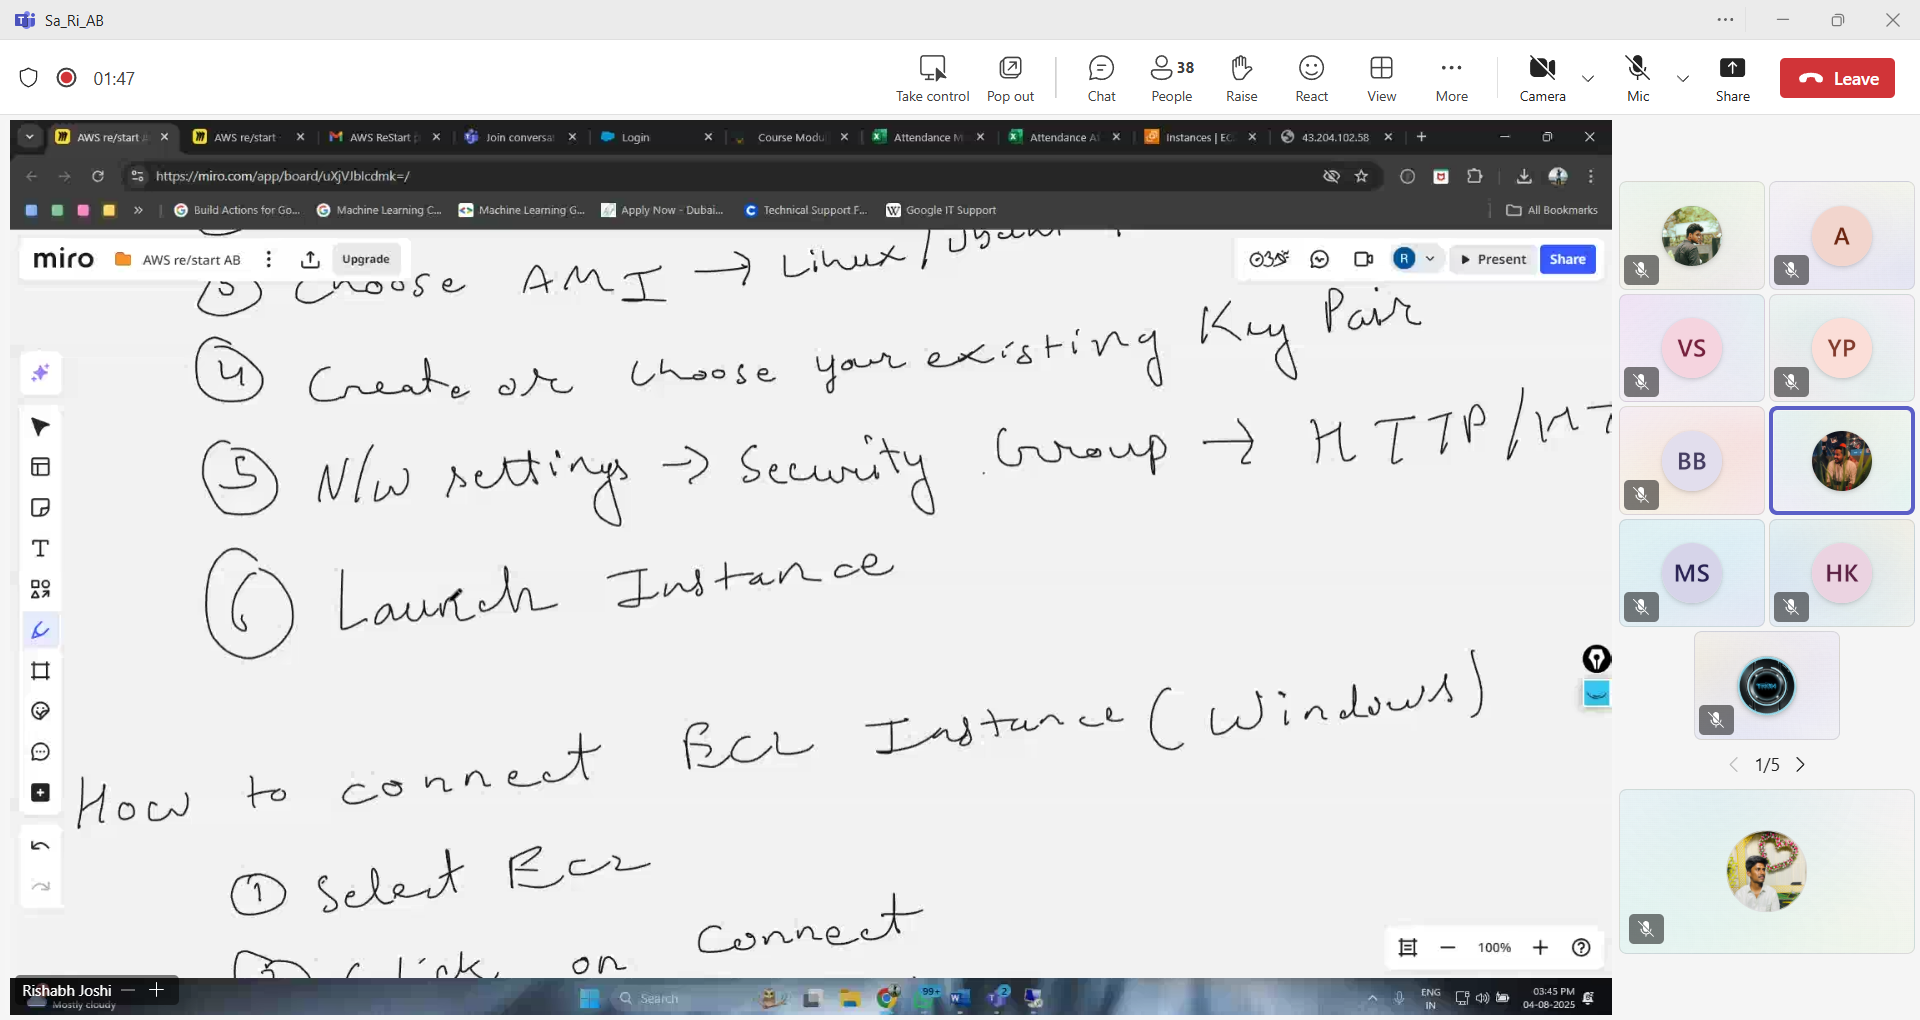 Sa_Ri_AB
01:47
Take control
Pop out
Chat
38
People
Raise
React
View
More
Camera
Mic
Share
Leave
AWS re/start
AWS re/start
AWS ReStart
Join conversa
Login
Course Modu
Attendance M
Attendance A
Instances | EC
43.204.102.58
https://miro.com/app/board/uXjVJbIcdmk=/
Build Actions for Go...
Machine Learning C...
Machine Learning G...
Apply Now - Dubai...
Technical Support F...
Google IT Support
All Bookmarks
miro
AWS re/start AB
Upgrade
R
Present
Share
3 Choose AMI → Linux/Ubun
4 Create or choose your existing Key Pair
5 N/W settings → Security Group → HTTP/HT
6 Launch Instance
How to connect EC2 Instance (Windows)
1 Select EC2
2 Click on Connect
100%
Rishabh Joshi
Mostly cloudy
Search
99+
2
ENG
IN
03:45 PM
04-08-2025
A
VS
YP
BB
MS
HK
1/5